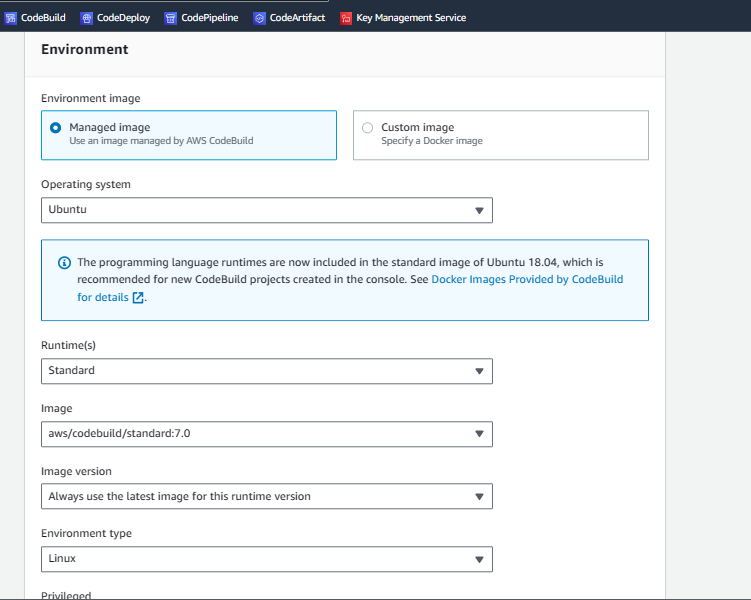 CodeBuild CodeDeploy CodePipeline CodeArtifact Key Management Service
Environment
Environment image
Managed image
Use an image managed by AWS CodeBuild
Custom image
Specify a Docker image
Operating system
Ubuntu
The programming language runtimes are now included in the standard image of Ubuntu 18.04, which is
recommended for new CodeBuild projects created in the console. See Docker Images Provided by CodeBuild
for details.
Runtime(s)
Standard
Image
aws/codebuild/standard:7.0
Image version
Always use the latest image for this runtime version
Environment type
Linux
Privileged